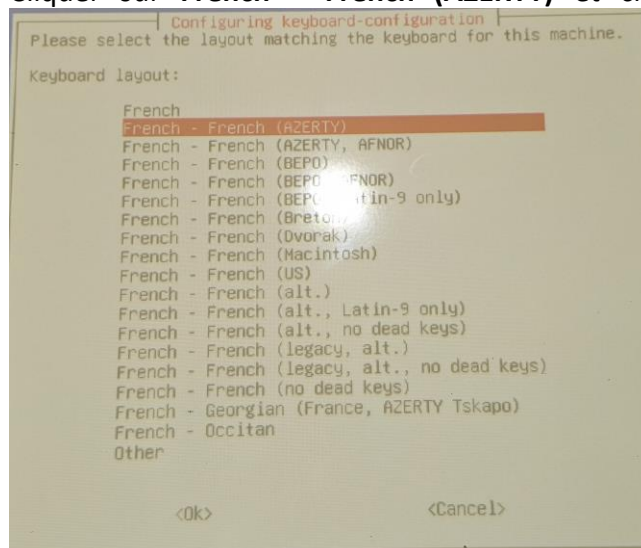 French - French (AZERTY)
Configuring keyboard-configuration
Please select the layout matching the keyboard for this machine.
Keyboard layout:
French
French - French (AZERTY)
French - French (AZERTY, AFNOR)
French - French (BEPO)
French - French (BEPO AFNOR)
French - French (BEPO Latin-9 only)
French - French (Breton)
French - French (Dvorak)
French - French (Macintosh)
French - French (US)
French - French (alt.)
French - French (alt., Latin-9 only)
French - French (alt., no dead keys)
French - French (legacy, alt.)
French - French (legacy, alt., no dead keys)
French - French (no dead keys)
French - Georgian (France, AZERTY Tskapo)
French - Occitan
Other
<Ok> <Cancel>